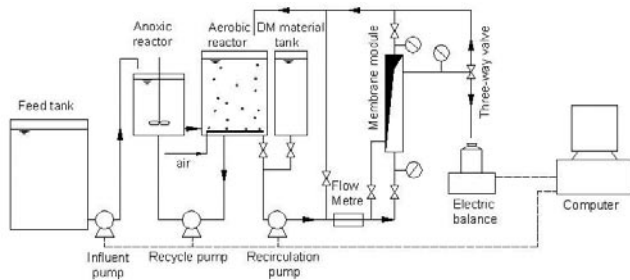 Anoxic
reactor
Aerobic
reactor
DM material
tank
Feed tank
Membrane module
Three-way valve
air
Flow
Metre
Electric
balance
Computer
Influent
pump
Recycle pump
Recirculation
pump